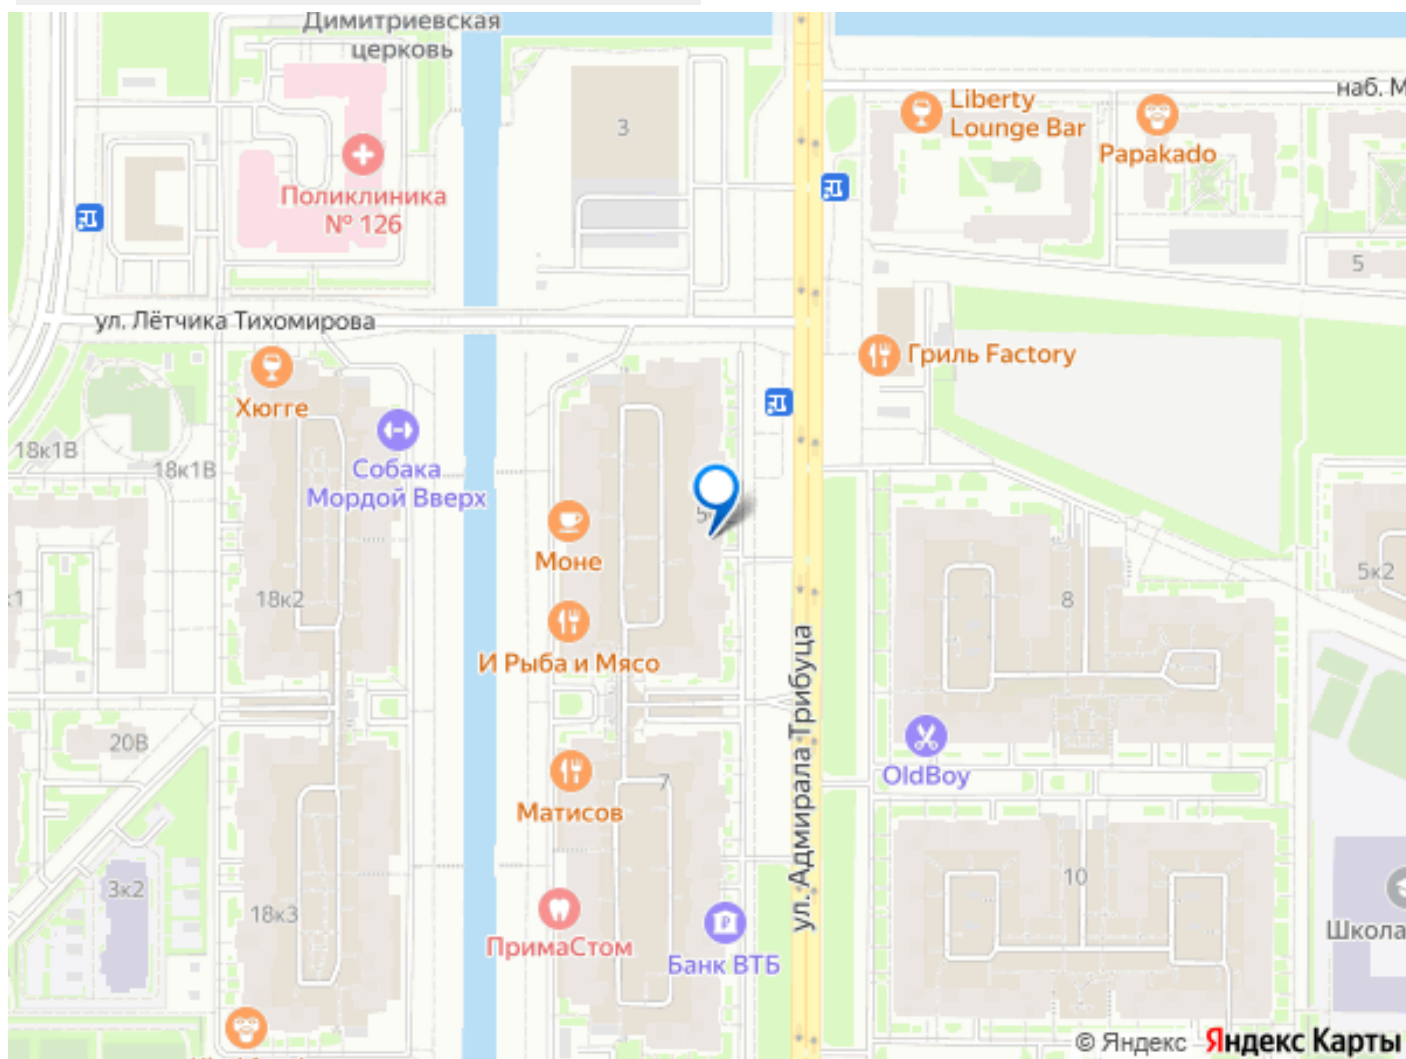 Димитриевская
церковь
наб. М
Liberty
Lounge Bar
Papakado
3
Поликлиника
№ 126
5
ул. Лётчика Тихомирова
Гриль Factory
Хюгге
18к1В
18к1В
Собака
Мордой Вверх
5
Моне
5к2
18к2
8
И Рыба и Мясо
ул. Адмирала Трибуца
20В
OldBoy
7
Матисов
3к2
10
18к3
ПримаСтом
Банк ВТБ
Школа
© Яндекс Яндекс Карты